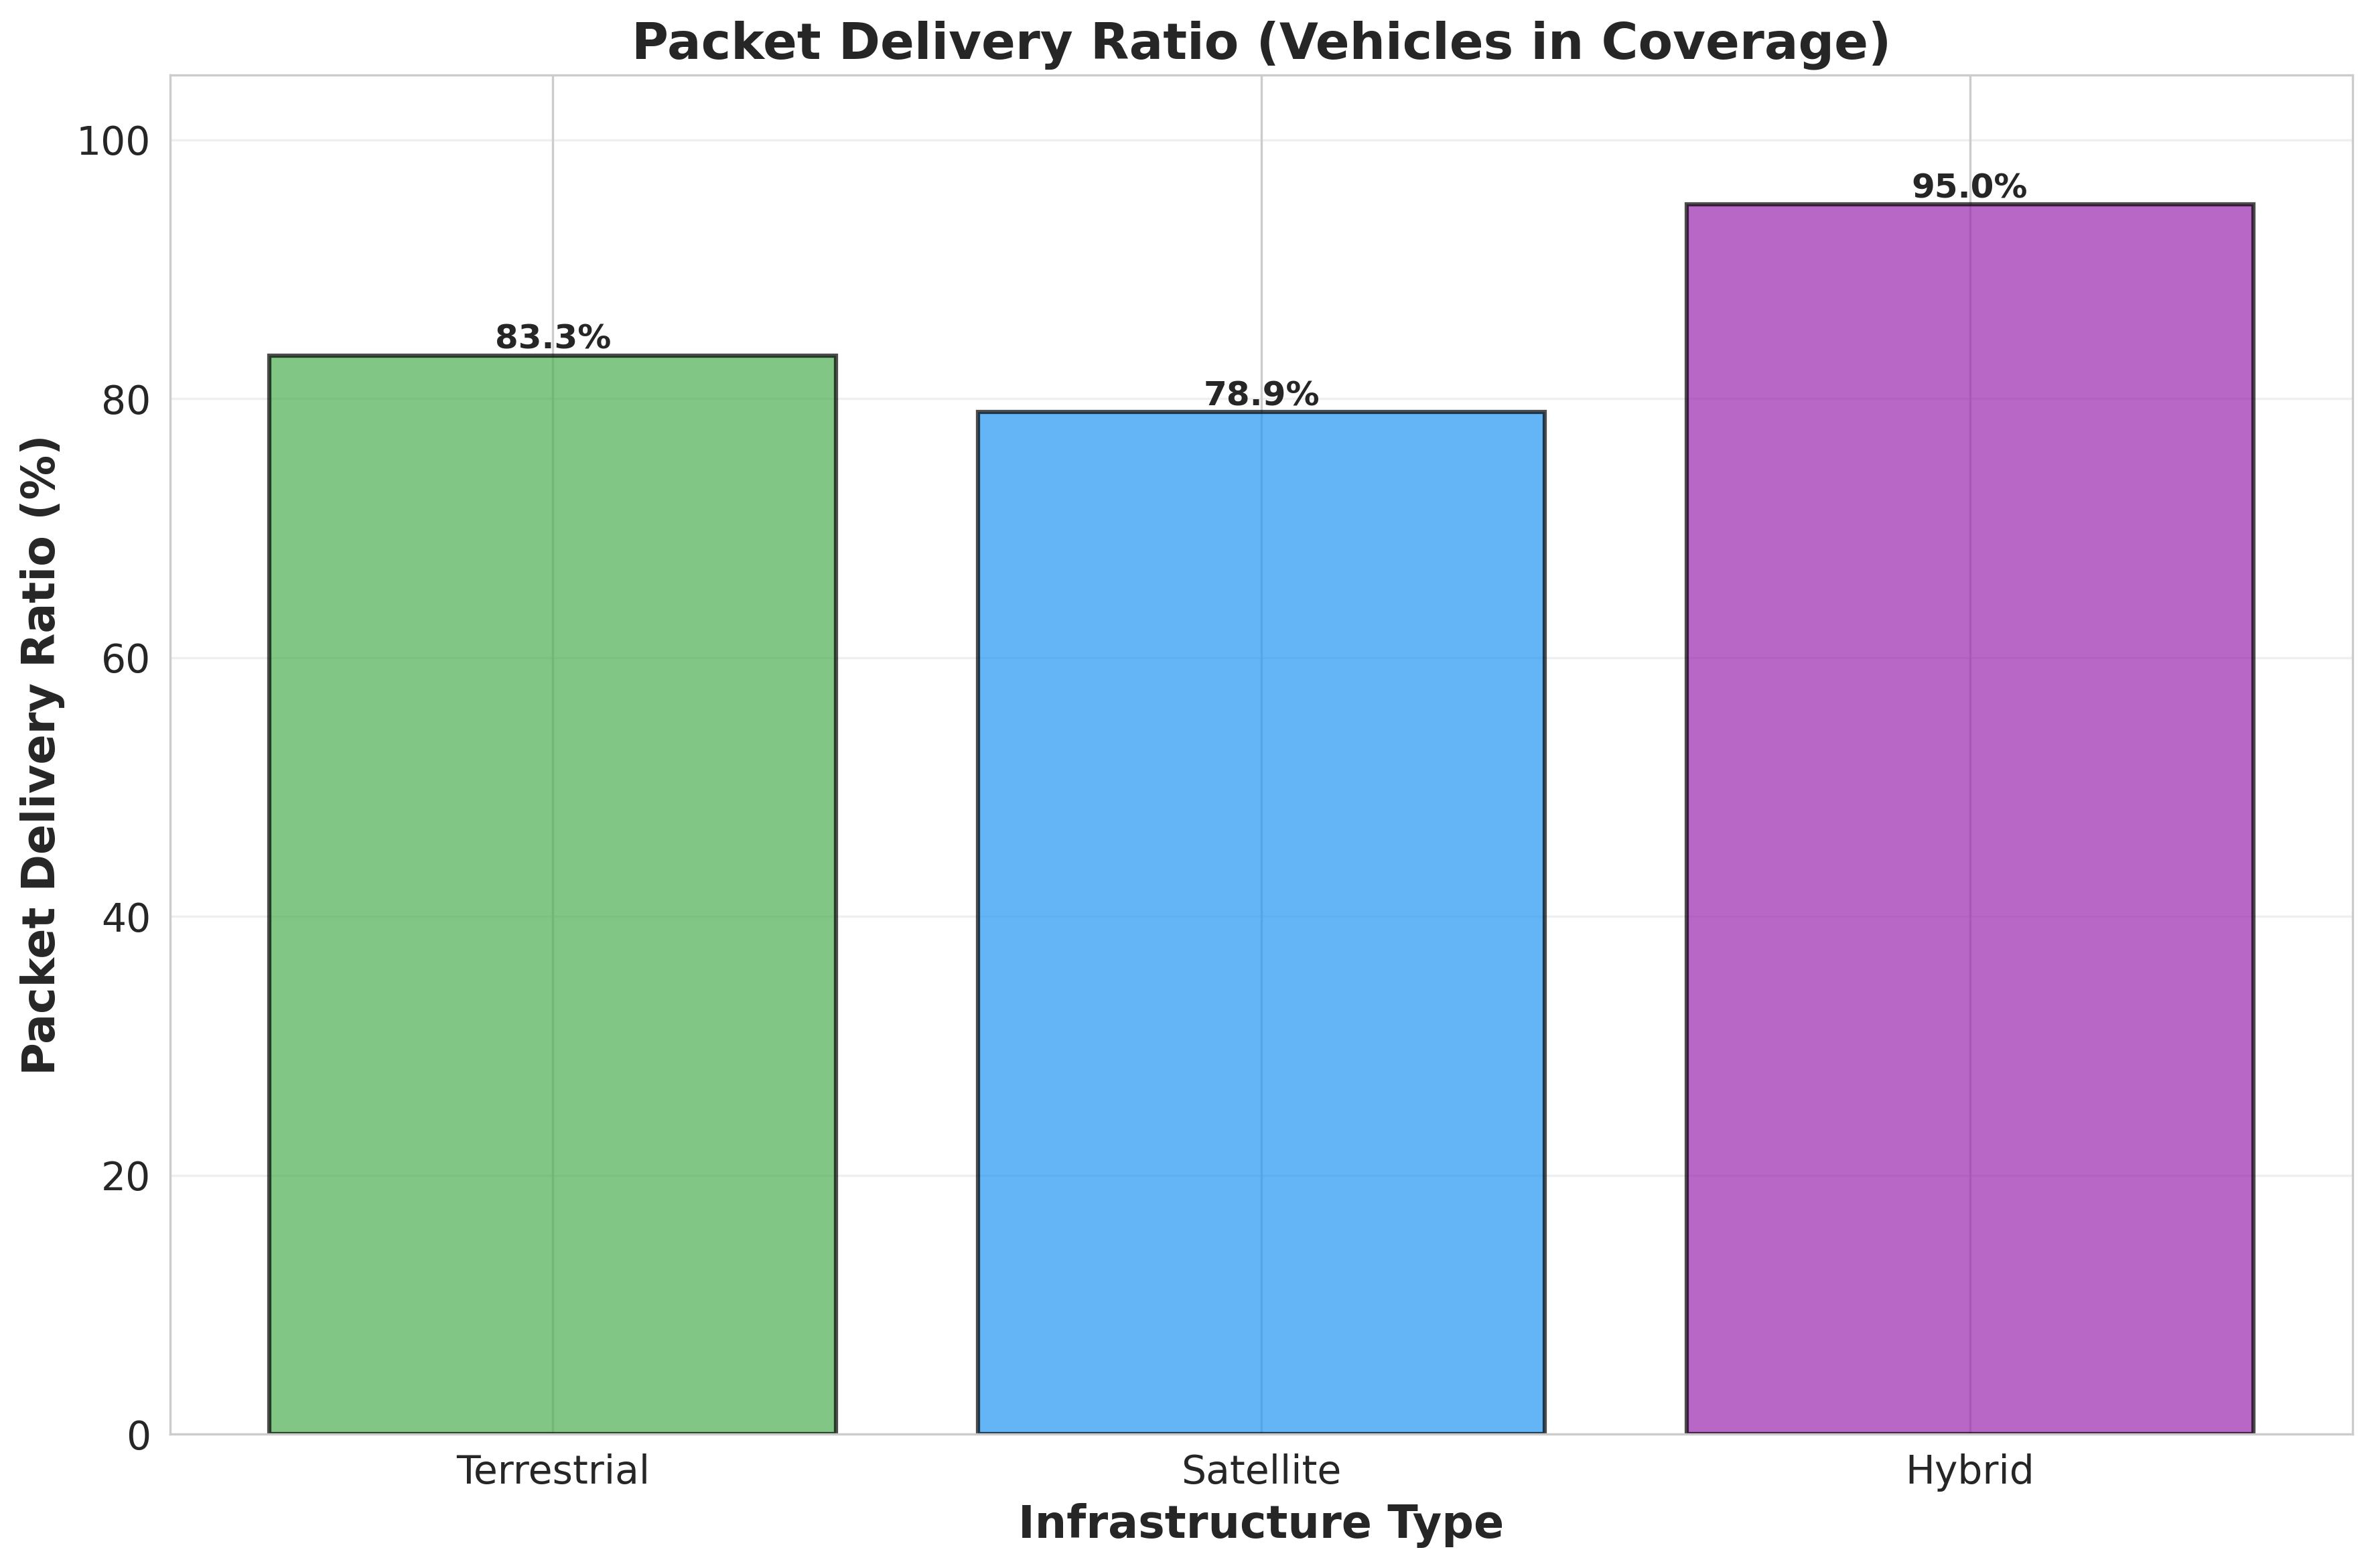 Packet Delivery Ratio (Vehicles in Coverage)
Packet Delivery Ratio (%)
100
80
60
40
20
0
83.3%
78.9%
95.0%
Terrestrial
Satellite
Hybrid
Infrastructure Type